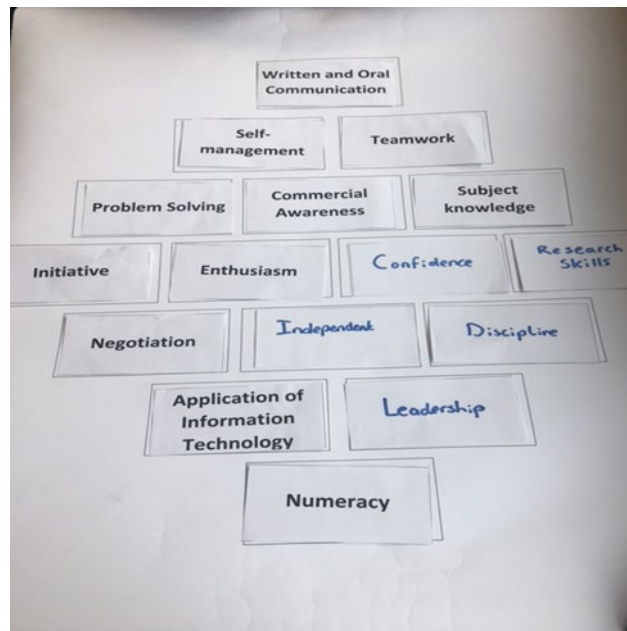 Written and Oral
Communication
Self-
management
Teamwork
Problem Solving
Commercial
Awareness
Subject
knowledge
Initiative
Enthusiasm
Confidence
Research
Skills
Negotiation
Independent
Discipline
Application of
Information
Technology
Leadership
Numeracy